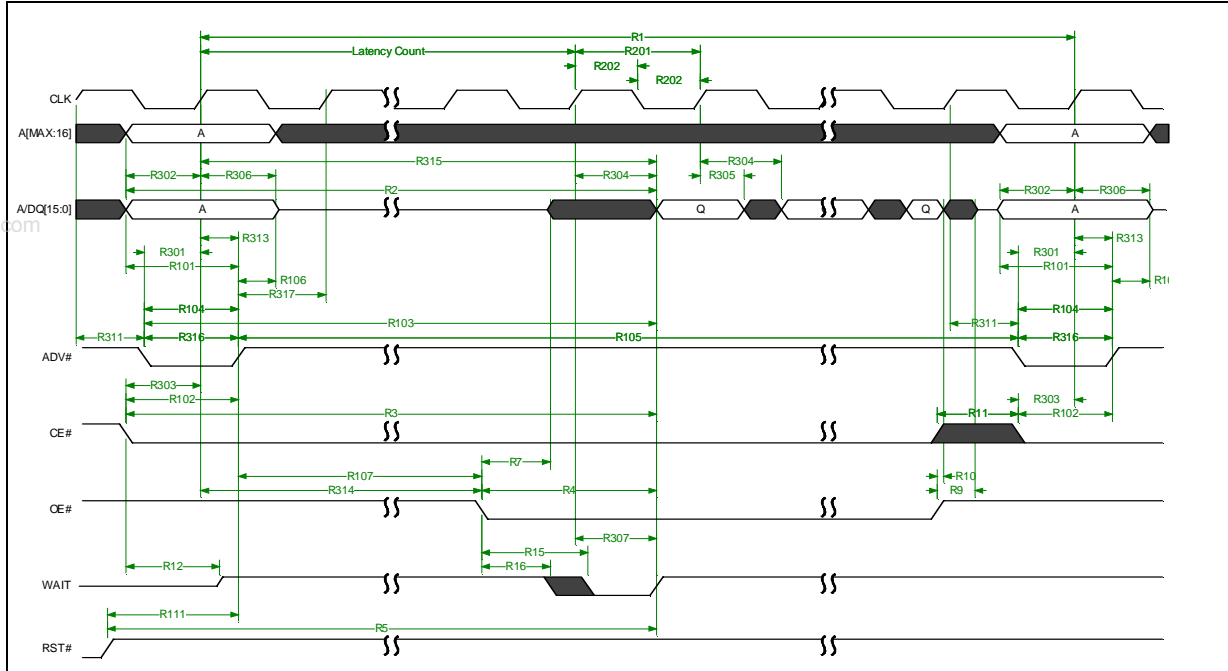 R1
Latency Count R201
R202
R202
CLK
A[MAX:16] A A
R315 R304
R302 R306 R304 R305 R302 R306
R2
A/DQ[15:0] A Q Q A
com
R313 R313
R301 R301
R101 R101
R106
R317
R104 R104
R103
R311 R316 R105 R311 R316
ADV#
R303 R303
R102 R102
R3 R11
CE#
R7
R107 R10
R314 R4 R9
OE#
R307
R15
R12 R16
WAIT
R111
R5
RST#